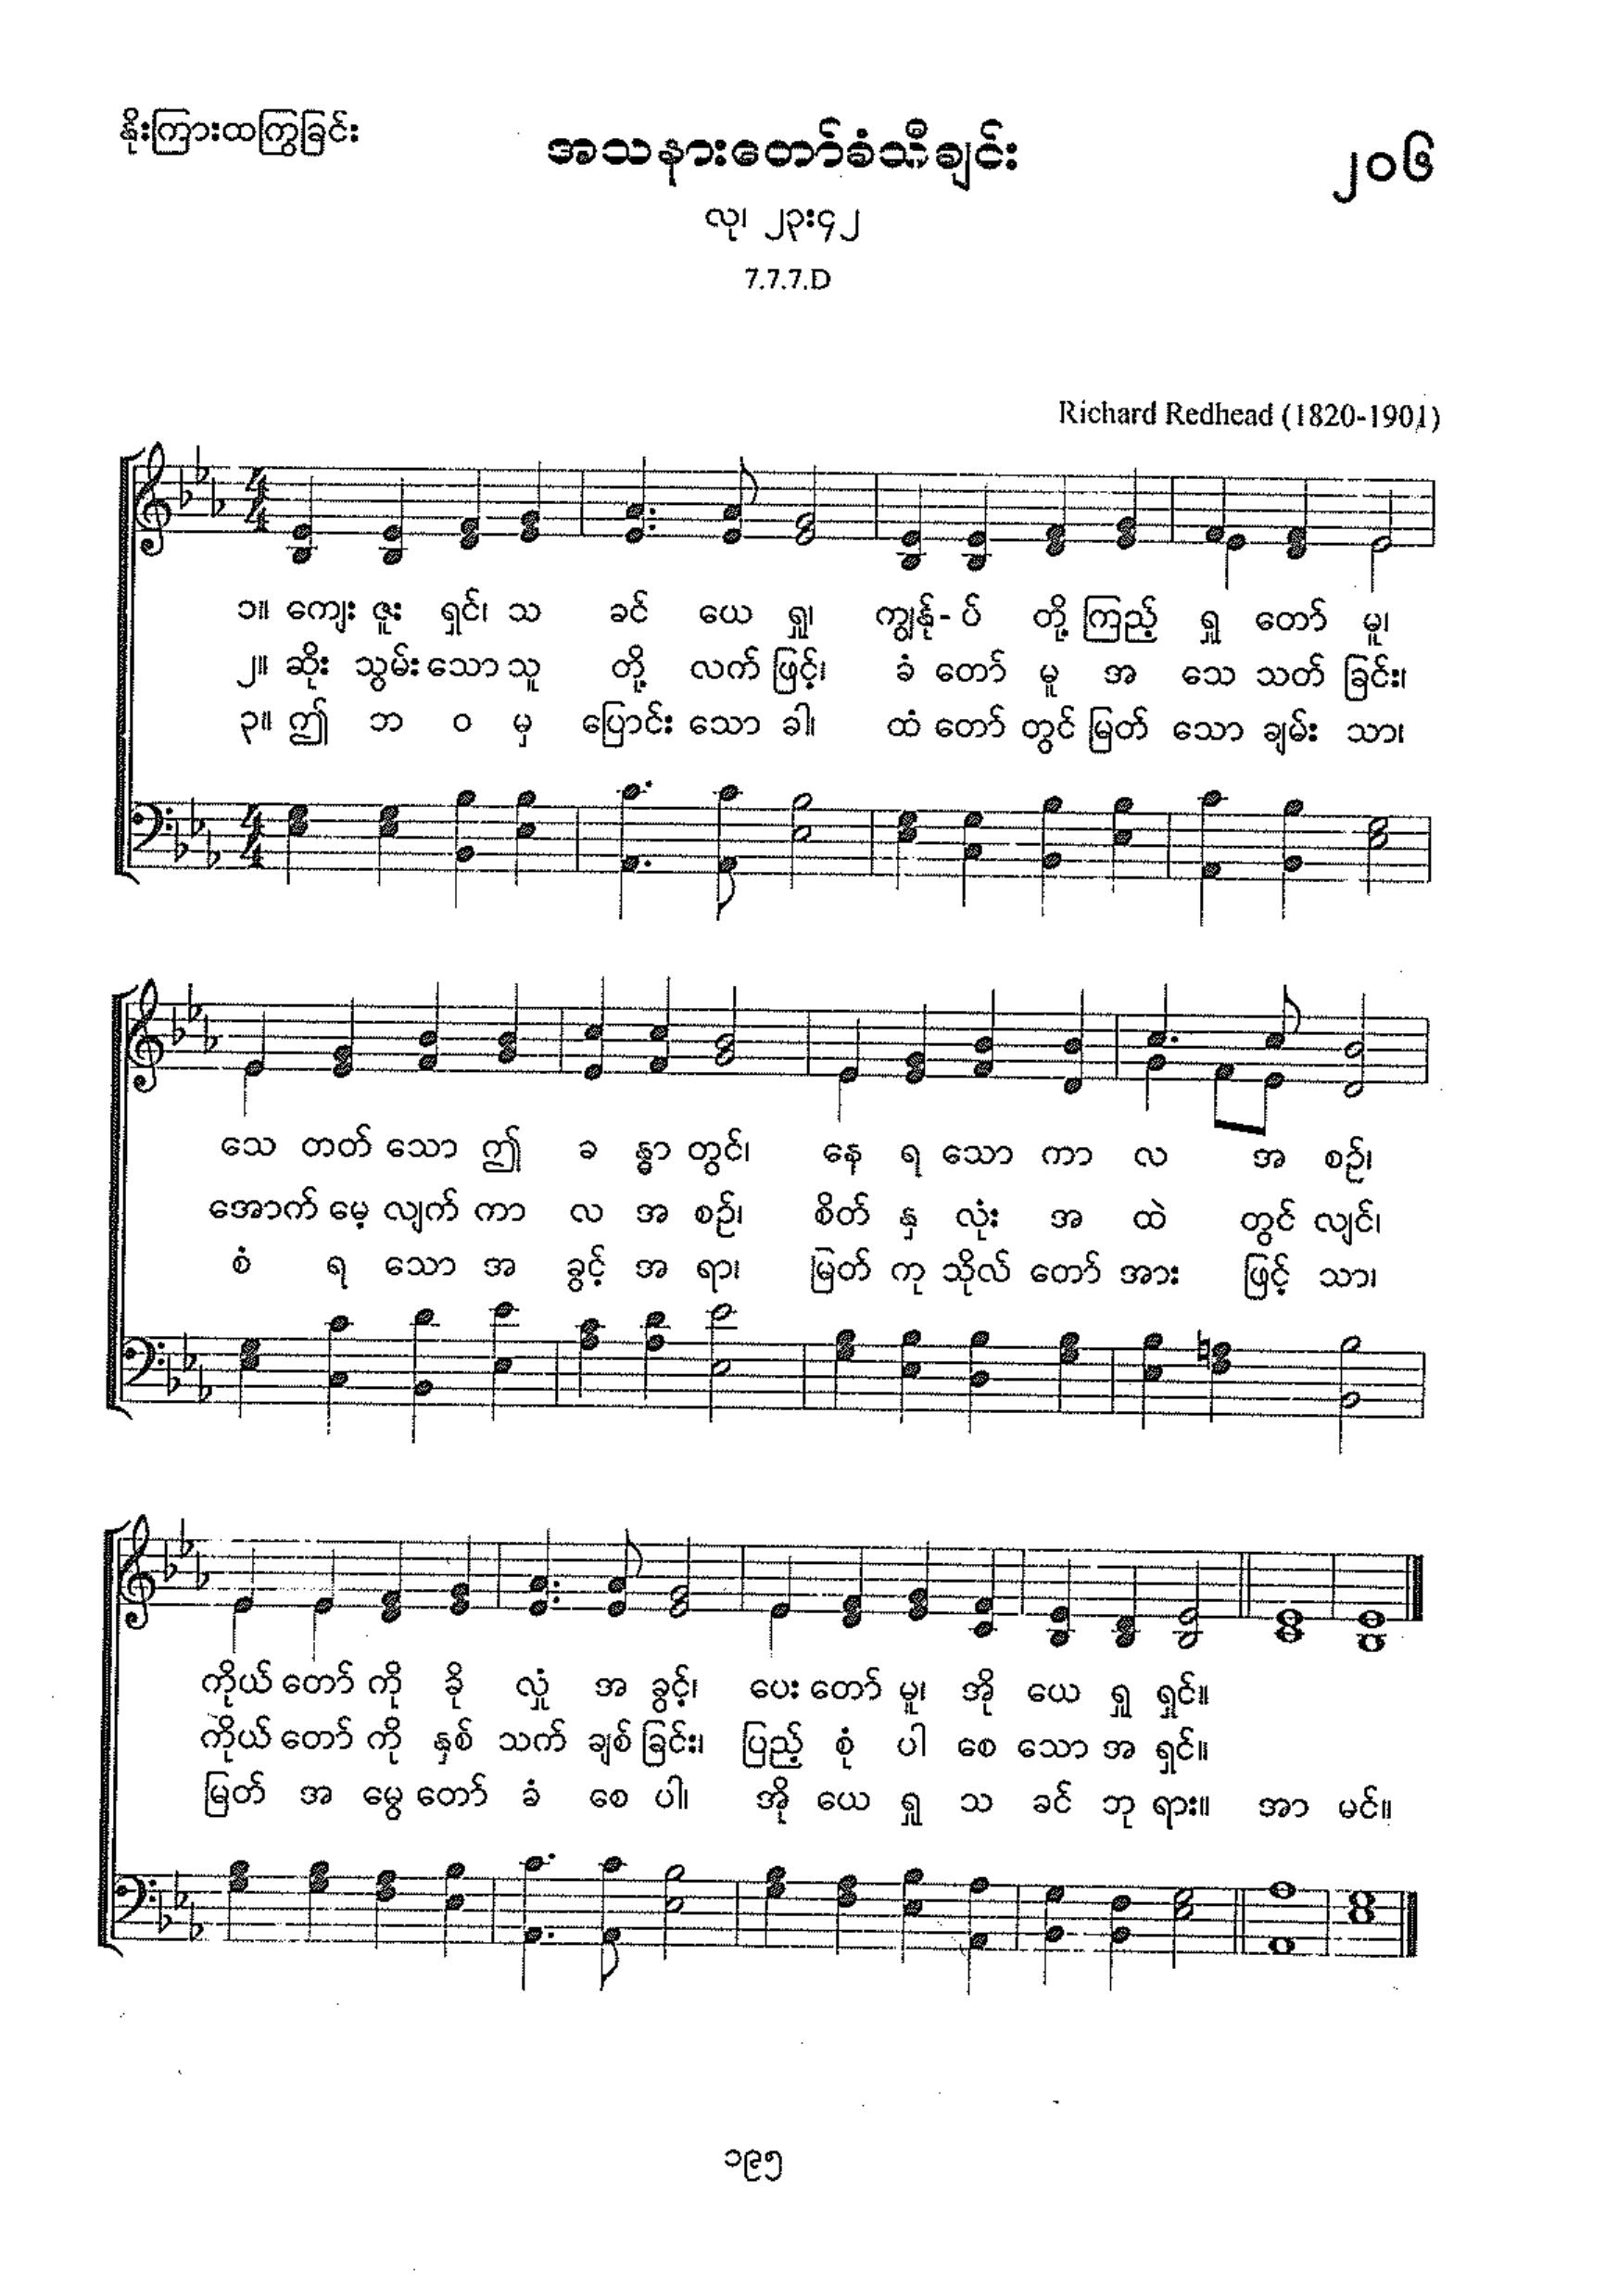 နိုးကြားထကြွခြင်း
အသနားတော်ခံသီချင်း
၂၀၆
လု၊ ၂၃း၄၂
7.7.7.D
Richard Redhead (1820-1901)
၁။ ကျေး ဇူး ရှင်၊ သ ခင် ယေ ရှူ၊ ကျွန်ုပ် - ပ် တို့ ကြည့် ရှု တော် မူ၊
၂။ ဆိုး သွမ်း သော သူ တို့ လက် ဖြင့်၊ ခံ တော် မူ အ သေ သတ် ခြင်း၊
၃။ ဤ ဘ ဝ မှ ပြောင်း သော ခါ၊ ထံ တော် တွင် မြတ် သော ချမ်း သာ၊
သေ တတ် သော ဤ ခ န္ဓာ တွင်၊ နေ ရ သော ကာ လ အ စဉ်၊
အောက် မေ့ လျက် ကာ လ အ စဉ်၊ စိတ် နှ လုံး အ ထဲ တွင် လျင်၊
စံ ရ သော အ ခွင့် အ ရာ၊ မြတ် ကု သိုလ် တော် အား ဖြင့် သာ၊
ကိုယ် တော် ကို ခို လှုံ အ ခွင့်၊ ပေး တော် မူ၊ အို ယေ ရှု ရှင်။
ကိုယ် တော် ကို နှစ် သက် ချစ် ခြင်း၊ ပြည့် စုံ ပါ စေ သော အ ရှင်။
မြတ် အ မွေ တော် ခံ စေ ပါ၊ အို ယေ ရှု သ ခင် ဘု ရား။ အာ မင်။
၁၉၅